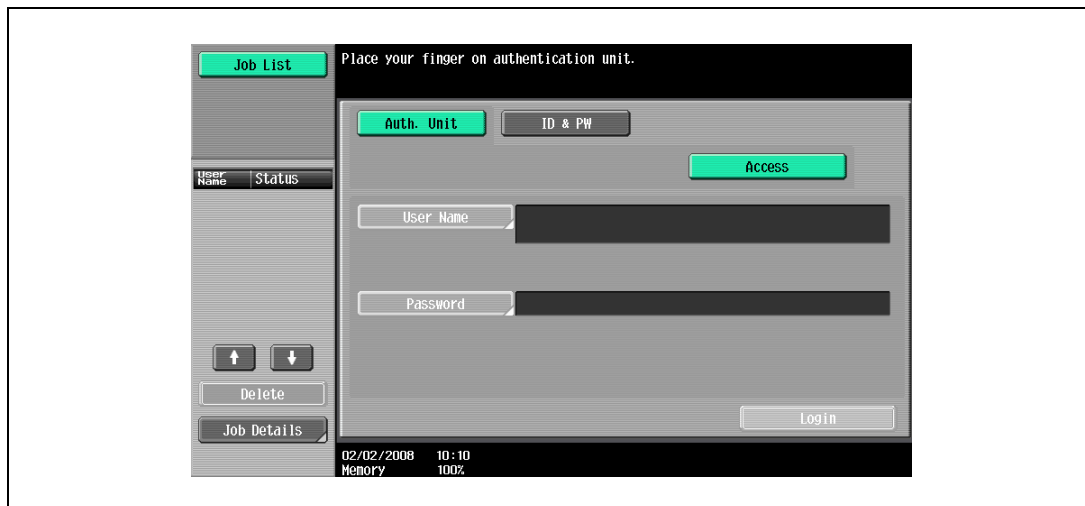 Job List
Place your finger on authentication unit.
Auth. Unit
ID & PW
Access
User Name
Status
User Name
Password
Delete
Job Details
Login
02/02/2008 10:10
Memory 100%